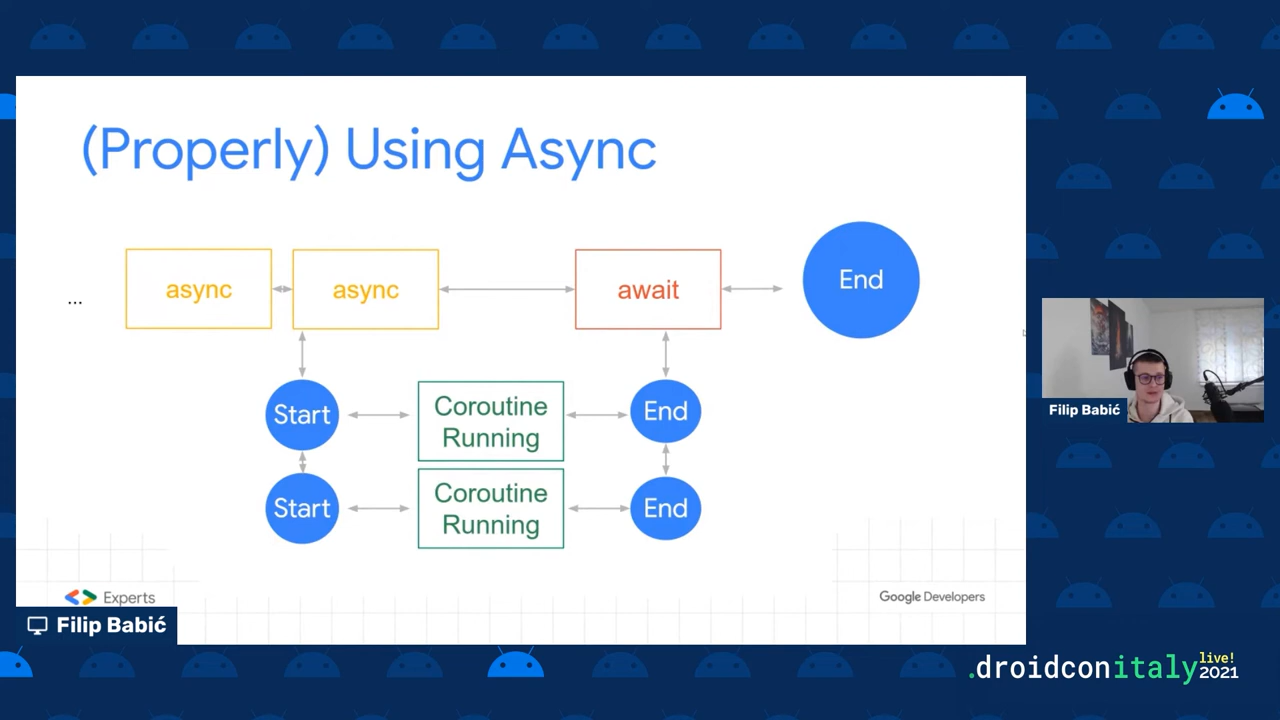 (Properly) Using Async
...
async
async
await
End
Start
Coroutine
Running
End
Start
Coroutine
Running
End
Experts
Google Developers
Filip Babić
Filip Babić
.droidconitaly live! 2021